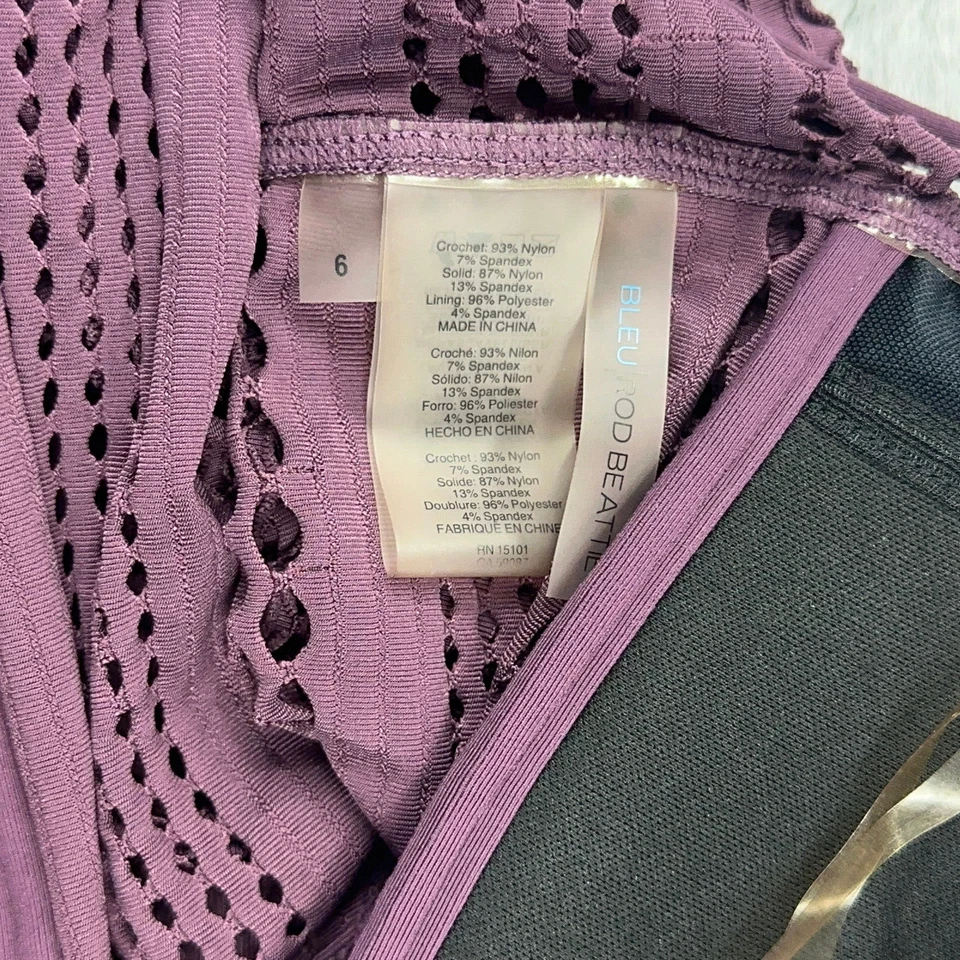 6
Crochet: 93% Nylon
7% Spandex
Solid: 87% Nylon
13% Spandex
Lining: 96% Polyester
4% Spandex
MADE IN CHINA
Croché: 93% Nilon
7% Spandex
Sólido: 87% Nilon
13% Spandex
Forro: 96% Poliester
4% Spandex
HECHO EN CHINA
Crochet: 93% Nylon
7% Spandex
Solide: 87% Nylon
13% Spandex
Doublure: 96% Polyester
4% Spandex
FABRIQUE EN CHINE
RN 15101
BLEU|ROD BEATTIE